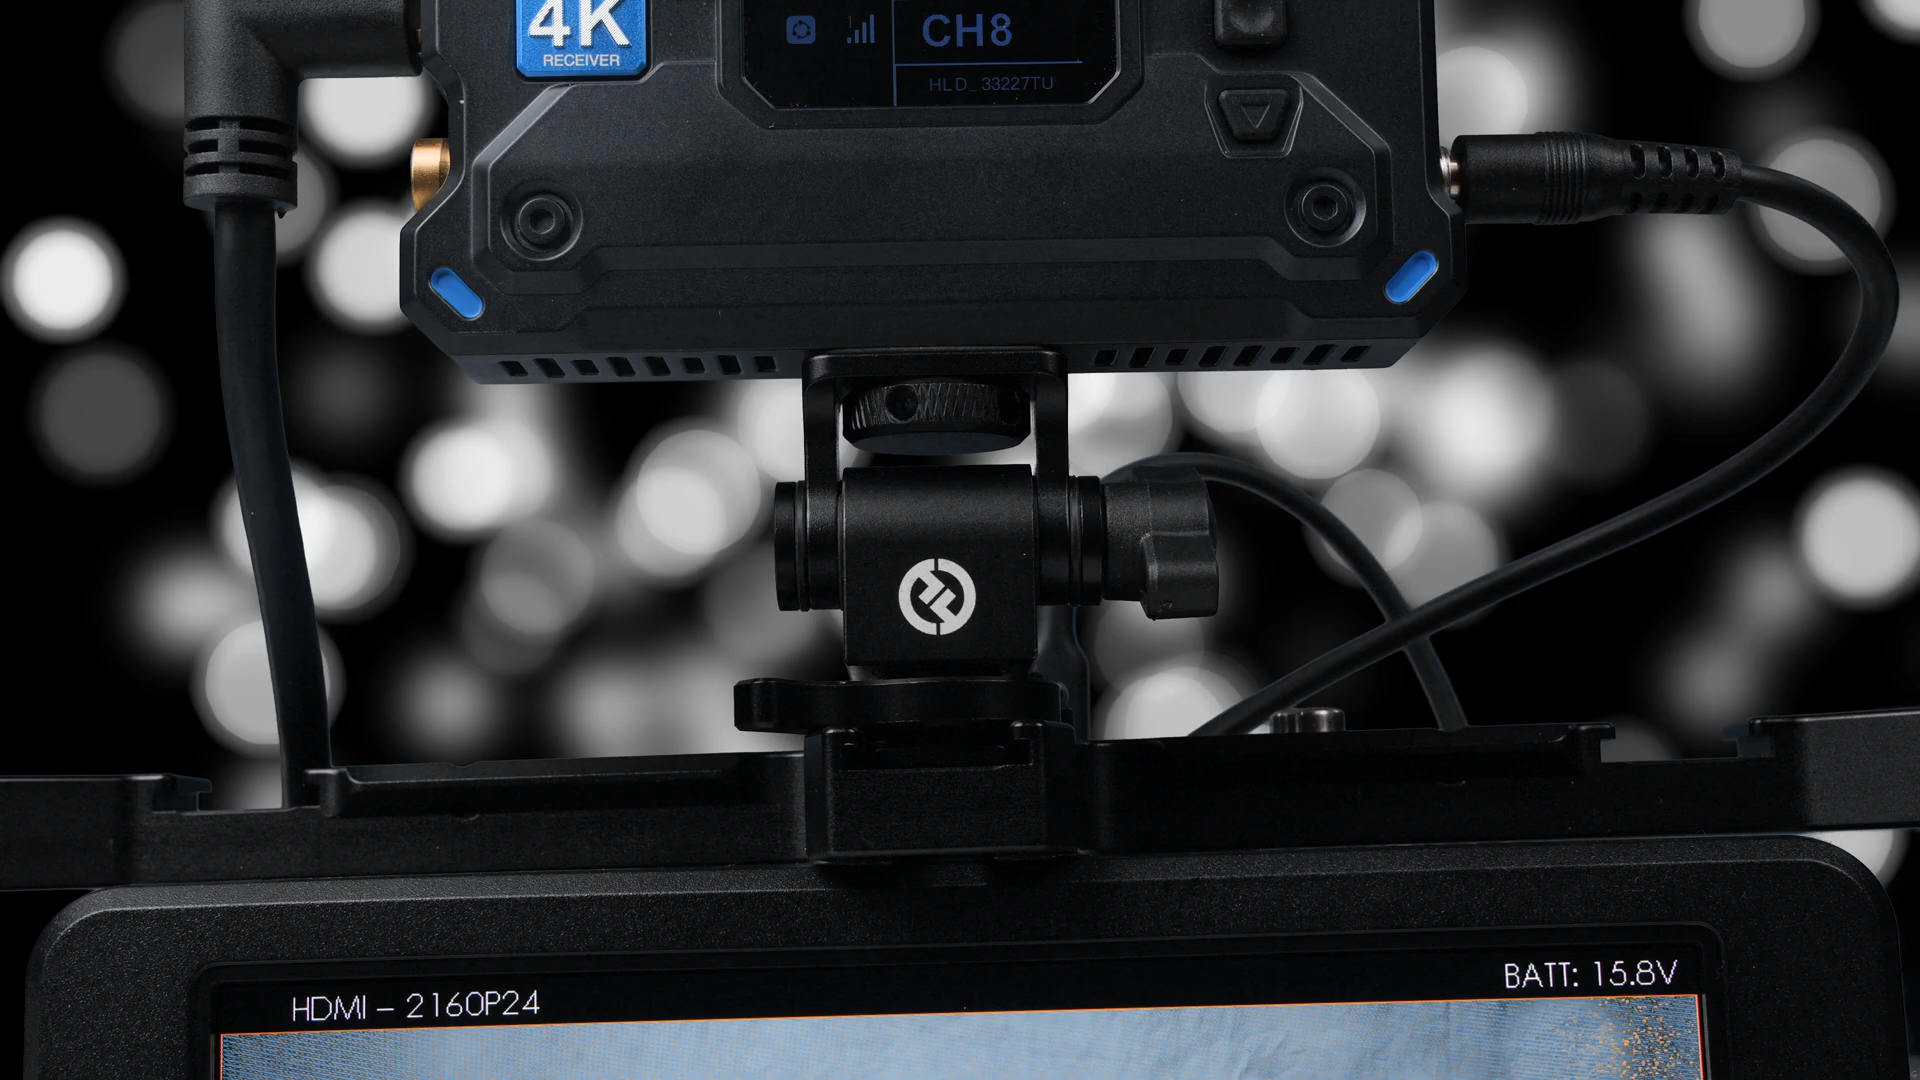 4K
RECEIVER
CH8
HLD_33227TU
HDMI – 2160P24
BATT: 15.8V